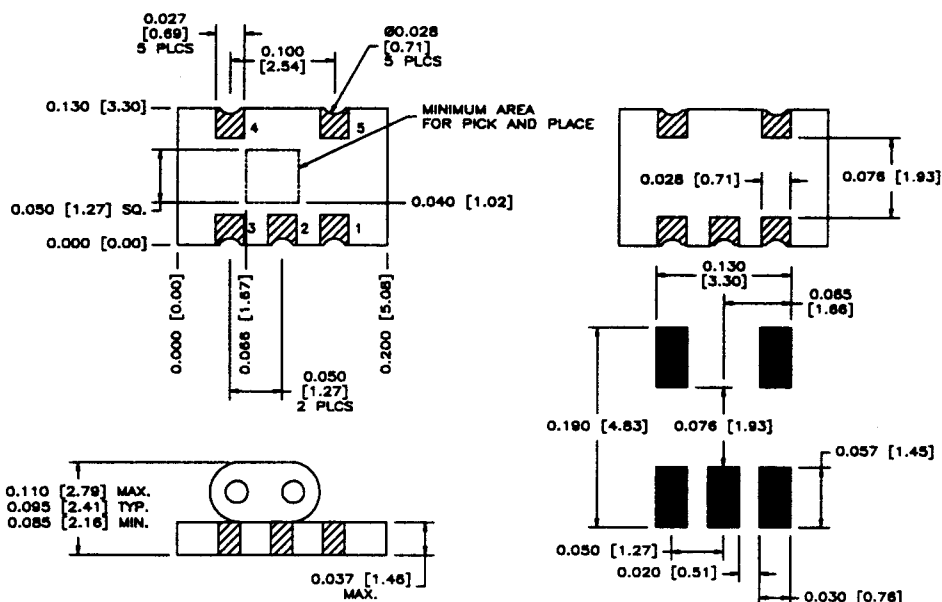 0.027
[0.69]
5 PLCS
0.100
[2.54]
Ø0.028
[0.71]
5 PLCS
0.130 [3.30]
4
5
MINIMUM AREA
FOR PICK AND PLACE
0.050 [1.27] SQ.
0.040 [1.02]
3
2
1
0.000 [0.00]
0.000 [0.00]
0.066 [1.67]
0.200 [5.08]
0.050
[1.27]
2 PLCS
0.028 [0.71]
0.076 [1.93]
0.130
[3.30]
0.065
[1.66]
0.190 [4.83]
0.076 [1.93]
0.057 [1.45]
0.050 [1.27]
0.020 [0.51]
0.030 [0.76]
0.110 [2.79] MAX.
0.095 [2.41] TYP.
0.085 [2.16] MIN.
0.037 [1.46]
MAX.